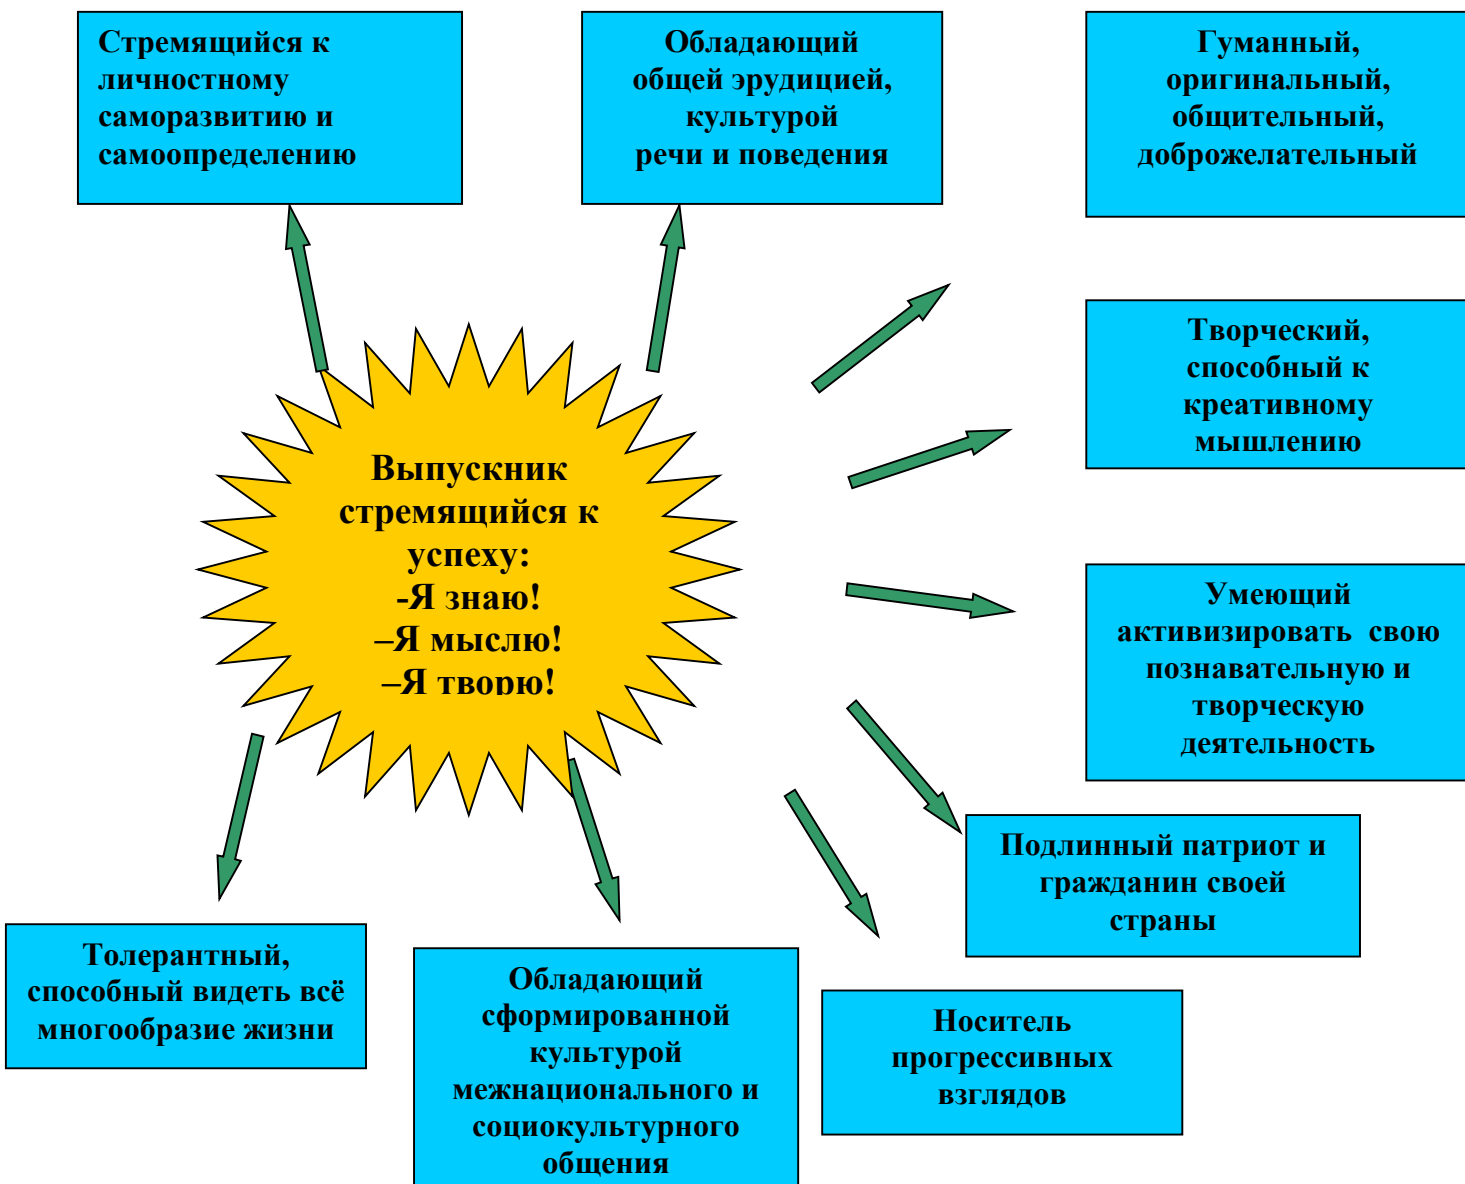 Стремящийся к
личностному
саморазвитию и
самоопределению
Обладающий
общей эрудицией,
культурой
речи и поведения
Гуманный,
оригинальный,
общительный,
доброжелательный
Творческий,
способный к
креативному
мышлению
Выпускник
стремящийся к
успеху:
-Я знаю!
–Я мыслю!
–Я творю!
Умеющий
активизировать свою
познавательную и
творческую
деятельность
Подлинный патриот и
гражданин своей
страны
Толерантный,
способный видеть всё
многообразие жизни
Обладающий
сформированной
культурой
межнационального и
социокультурного
общения
Носитель
прогрессивных
взглядов